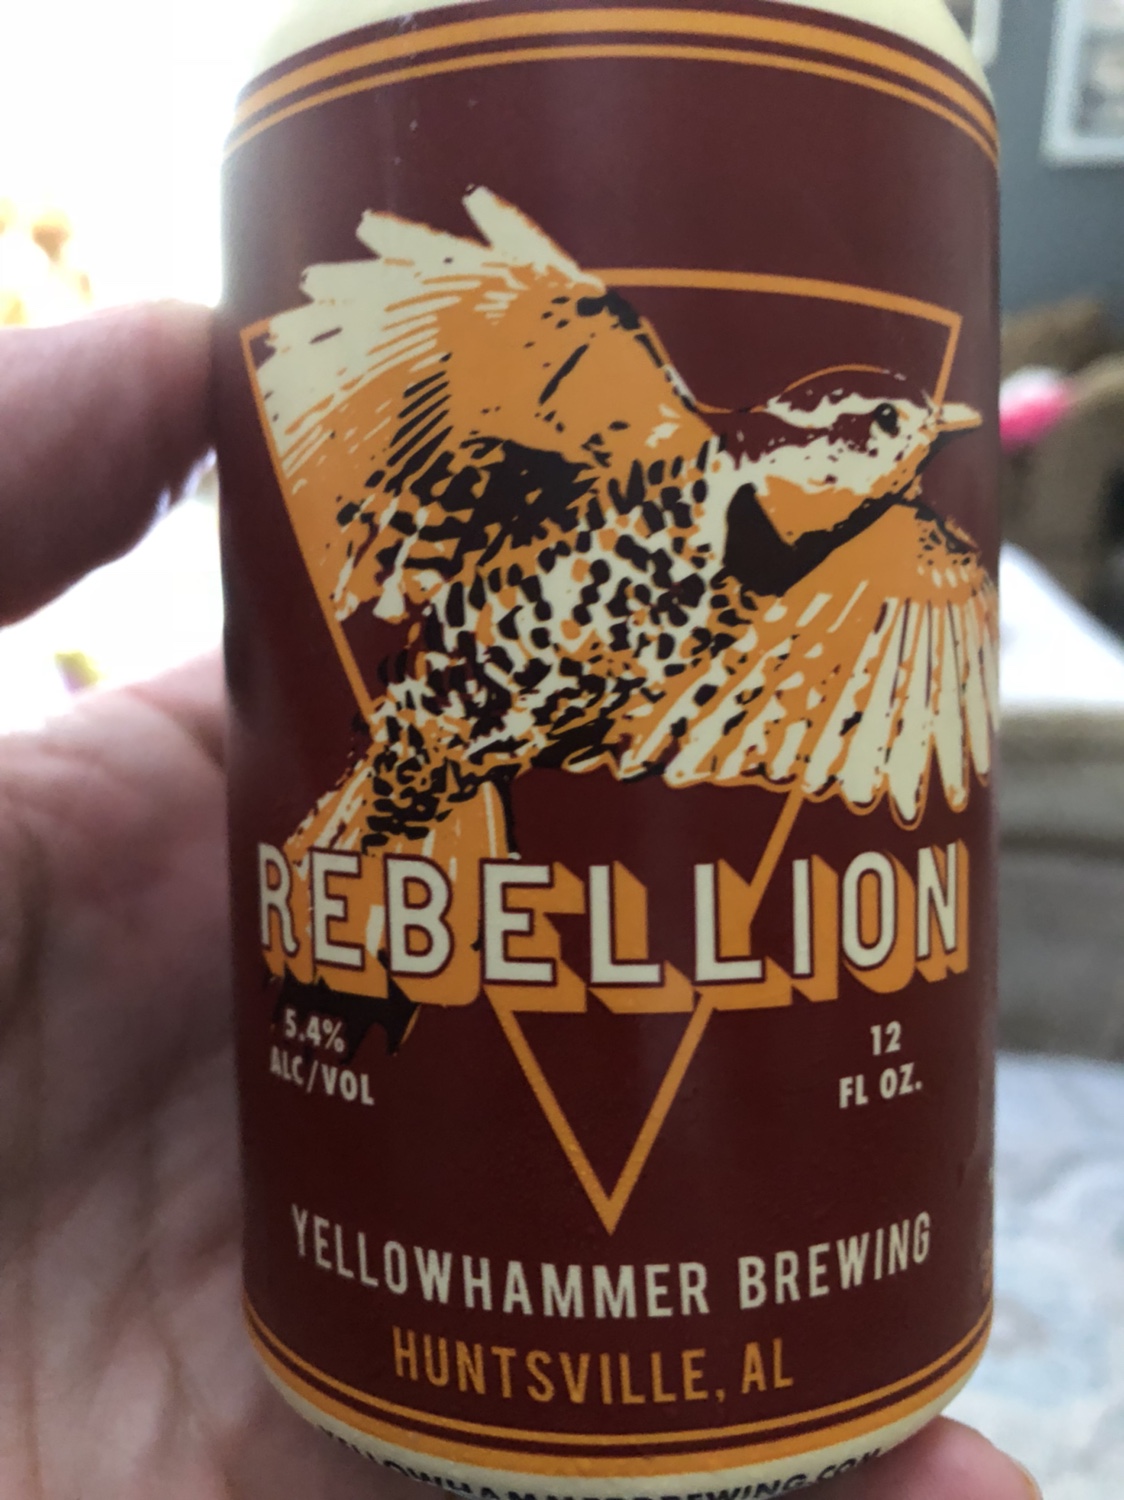 REBELLION
5.4%
ALC/VOL
12
FL OZ.
YELLOWHAMMER BREWING
HUNTSVILLE, AL